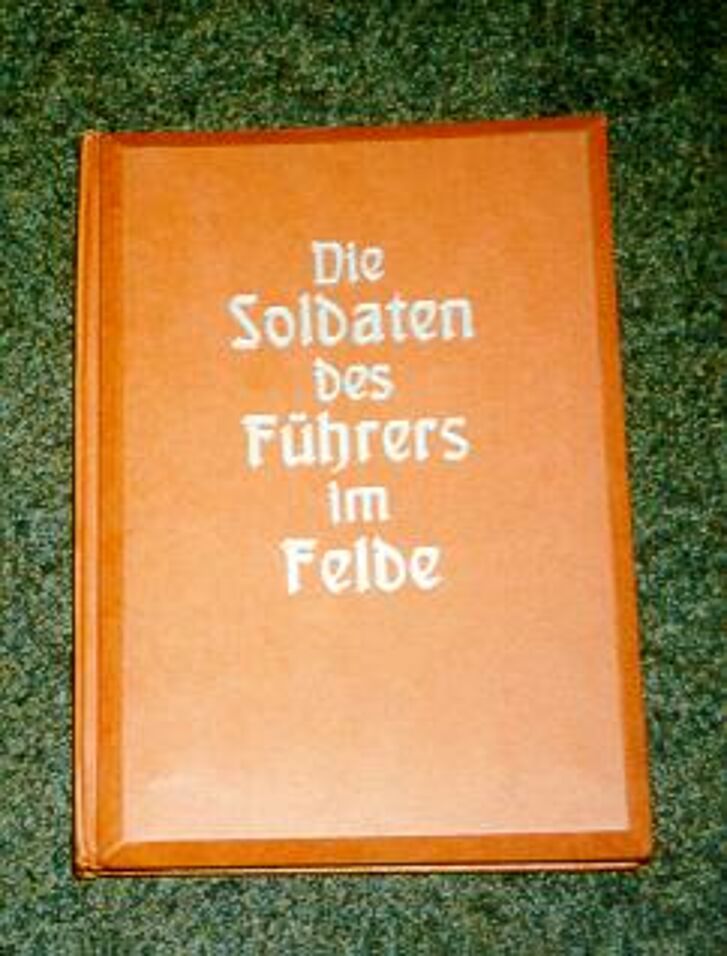 Die
Soldaten
des
Führers
im
Felde